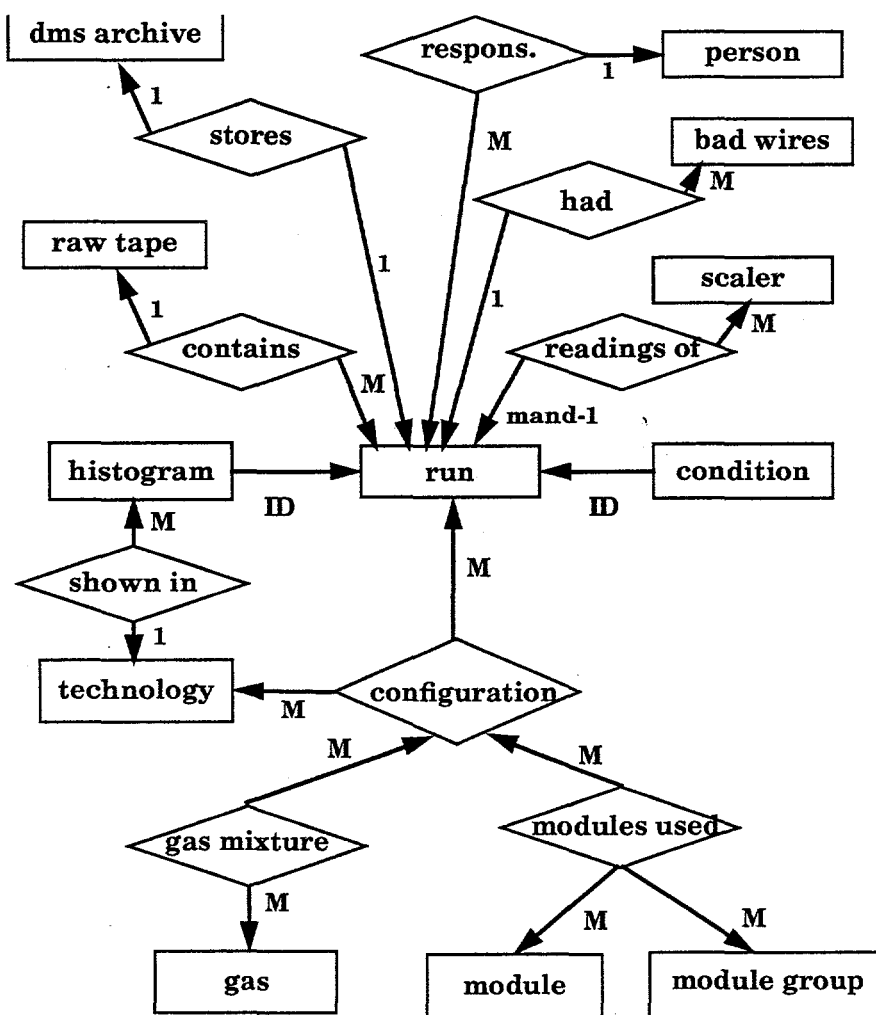 dms archive
respons.
1
person
1
stores
M
bad wires
M
had
raw tape
1
1
scaler
1
M
contains
readings of
M
mand-1
histogram
run
condition
ID
ID
M
shown in
M
1
technology
configuration
M
M
M
gas mixture
modules used
M
M
M
gas
module
module group